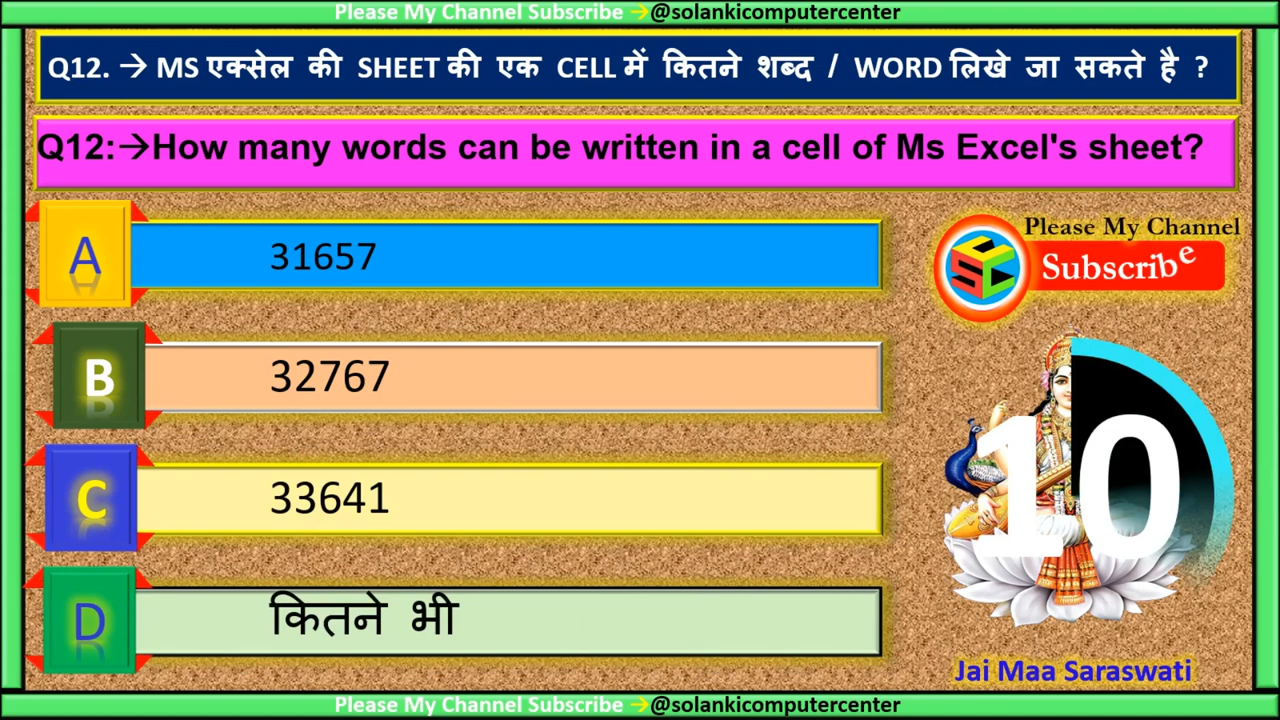 Please My Channel Subscribe →@solankicomputercenter
Q12. → MS एक्सेल की SHEET की एक CELL में कितने शब्द / WORD लिखे जा सकते है ?
Q12:→How many words can be written in a cell of Ms Excel's sheet?
A 31657
B 32767
C 33641
D कितने भी
Please My Channel
Subscribe
SCC
10
Jai Maa Saraswati
Please My Channel Subscribe →@solankicomputercenter